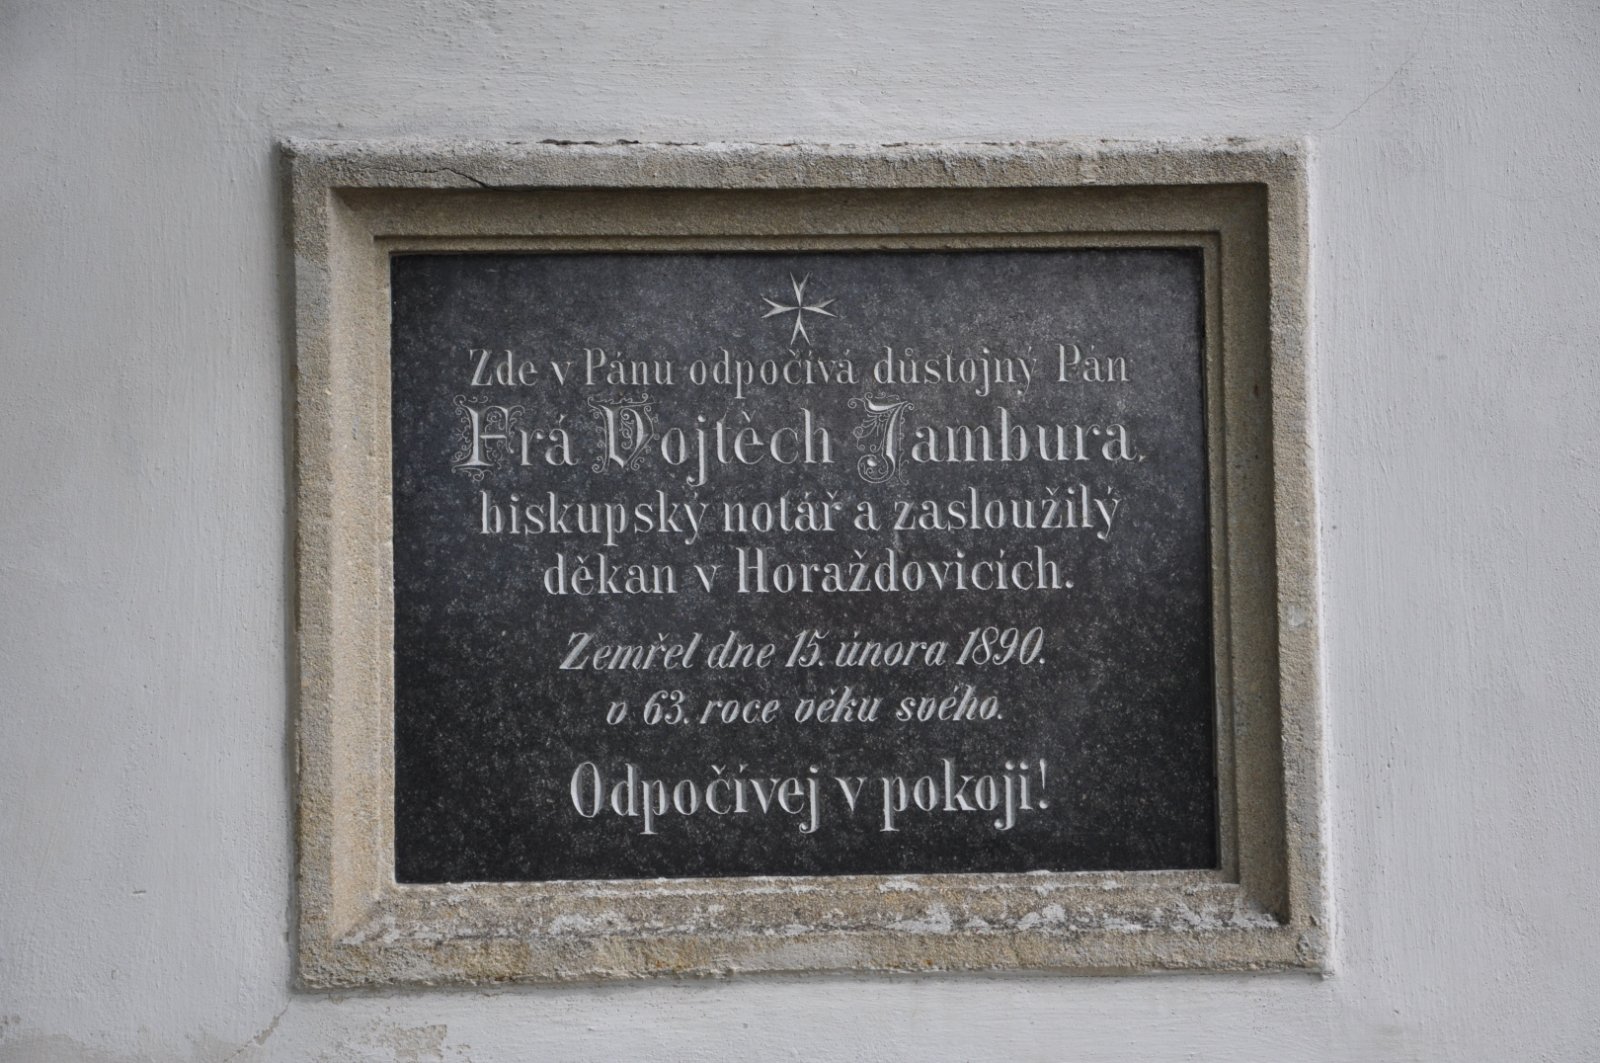 Zde v Pánu odpočívá důstojný Pán
Frá Vojtěch Jambura,
biskupský notář a zasloužilý
děkan v Horažďovicích.
Zemřel dne 15. února 1890.
v 63. roce věku svého.
Odpočívej v pokoji!